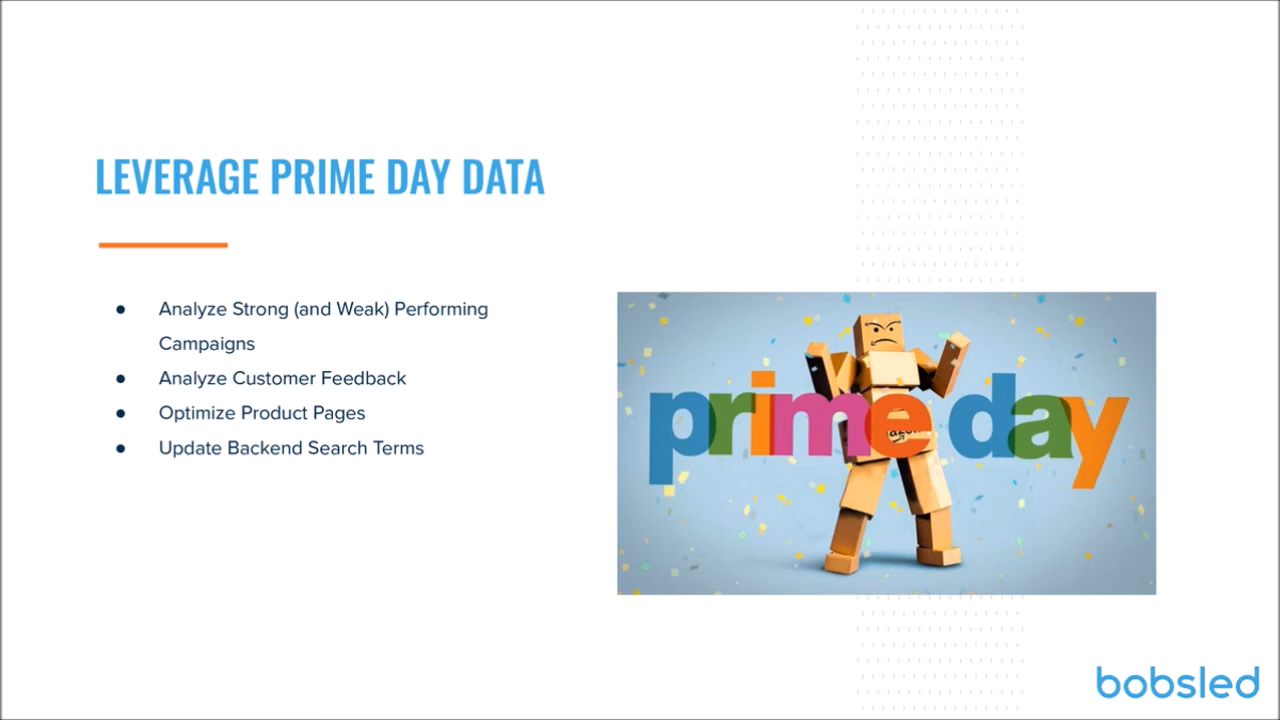 LEVERAGE PRIME DAY DATA
● Analyze Strong (and Weak) Performing
Campaigns
● Analyze Customer Feedback
● Optimize Product Pages
● Update Backend Search Terms
prime day
bobsled